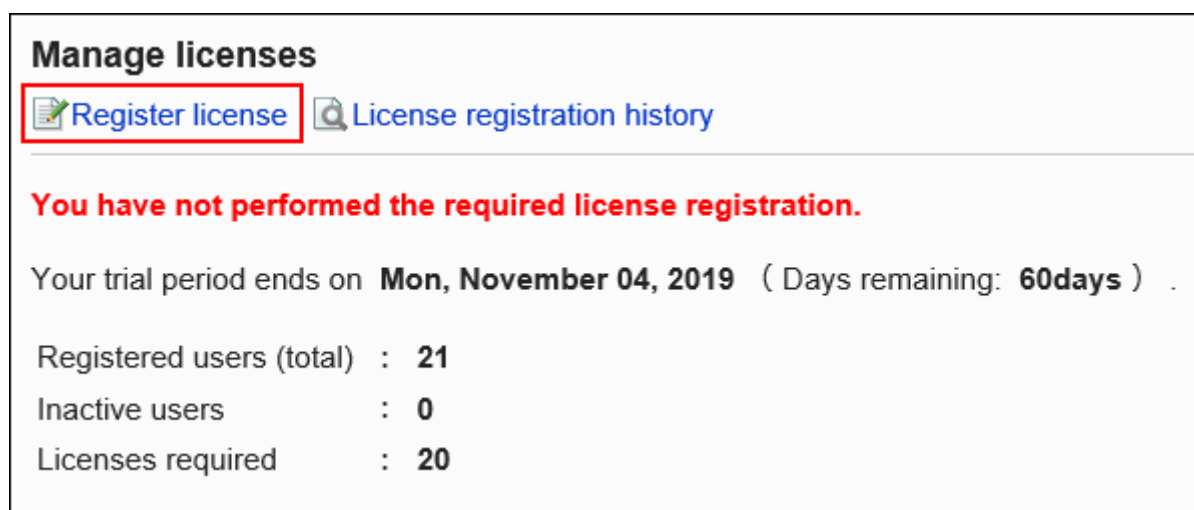 Manage licenses
Register license License registration history
You have not performed the required license registration.
Your trial period ends on Mon, November 04, 2019 ( Days remaining: 60days ) .
Registered users (total) : 21
Inactive users : 0
Licenses required : 20